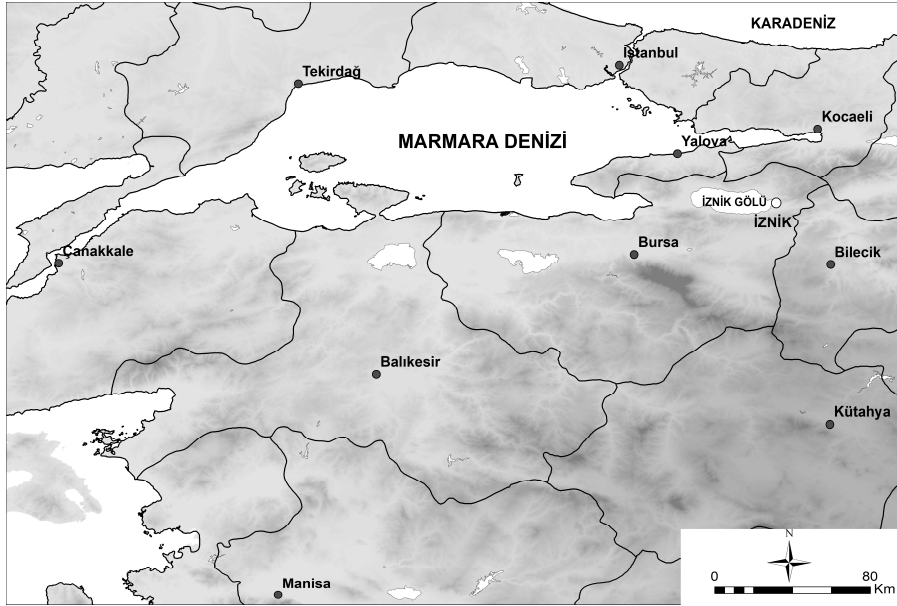 KARADENİZ
İstanbul
Tekirdağ
Kocaeli
MARMARA DENİZİ
Yalova
İZNİK GÖLÜ
İZNİK
Çanakkale
Bursa
Bilecik
Balıkesir
Kütahya
N
Manisa
0 80
Km